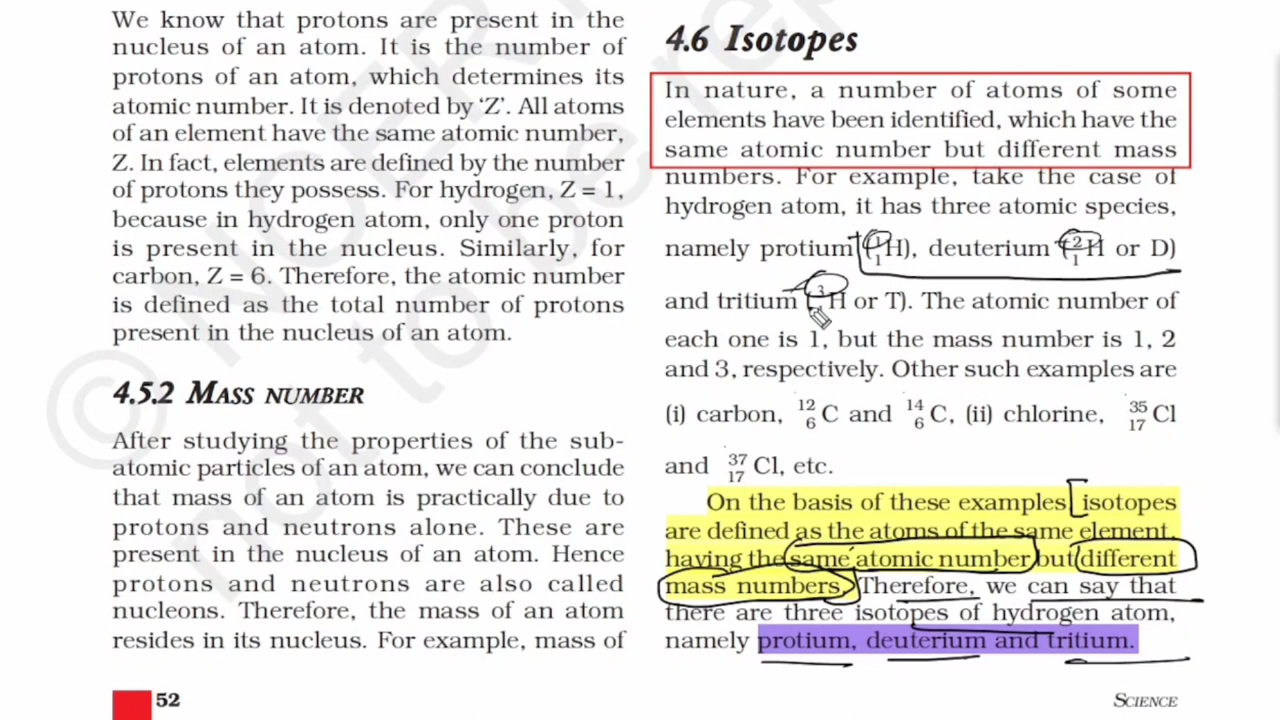 We know that protons are present in the
nucleus of an atom. It is the number of
protons of an atom, which determines its
atomic number. It is denoted by ‘Z’. All atoms
of an element have the same atomic number,
Z. In fact, elements are defined by the number
of protons they possess. For hydrogen, Z = 1,
because in hydrogen atom, only one proton
is present in the nucleus. Similarly, for
carbon, Z = 6. Therefore, the atomic number
is defined as the total number of protons
present in the nucleus of an atom.
4.5.2 MASS NUMBER
After studying the properties of the sub-
atomic particles of an atom, we can conclude
that mass of an atom is practically due to
protons and neutrons alone. These are
present in the nucleus of an atom. Hence
protons and neutrons are also called
nucleons. Therefore, the mass of an atom
resides in its nucleus. For example, mass of
52
4.6 Isotopes
In nature, a number of atoms of some
elements have been identified, which have the
same atomic number but different mass
numbers. For example, take the case of
hydrogen atom, it has three atomic species,
namely protium (¹₁H), deuterium (²₁H or D)
and tritium (³H or T). The atomic number of
each one is 1, but the mass number is 1, 2
and 3, respectively. Other such examples are
(i) carbon, ¹²₆C and ¹⁴₆C, (ii) chlorine, ³⁵₁₇Cl
and ³⁷₁₇Cl, etc.
On the basis of these examples isotopes
are defined as the atoms of the same element,
having the same atomic number but different
mass numbers. Therefore, we can say that
there are three isotopes of hydrogen atom,
namely protium, deuterium and tritium.
SCIENCE
© NCERT
not to be rep